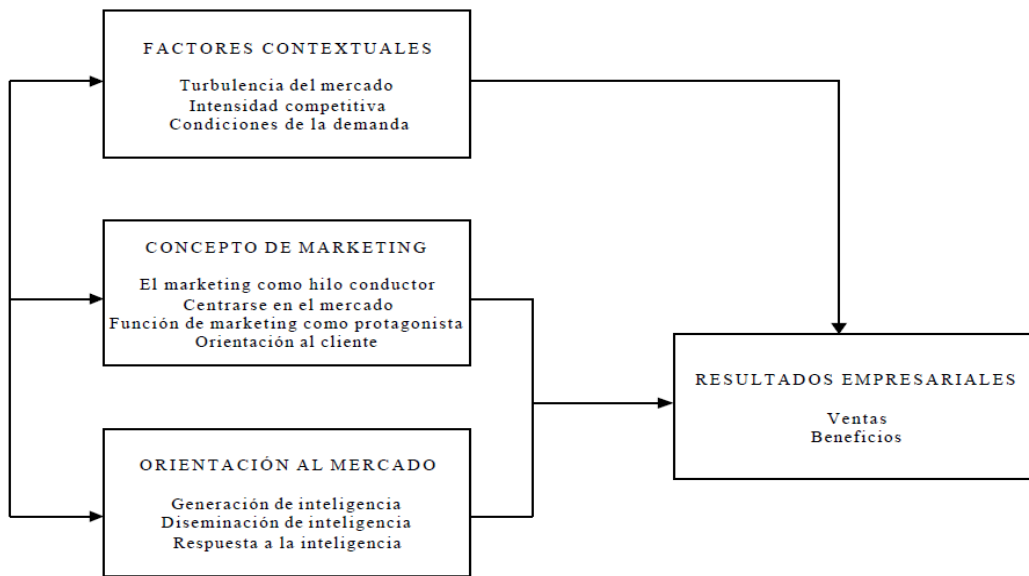 FACTORES CONTEXTUALES
Turbulencia del mercado
Intensidad competitiva
Condiciones de la demanda
CONCEPTO DE MARKETING
El marketing como hilo conductor
Centrarse en el mercado
Función de marketing como protagonista
Orientación al cliente
ORIENTACIÓN AL MERCADO
Generación de inteligencia
Diseminación de inteligencia
Respuesta a la inteligencia
RESULTADOS EMPRESARIALES
Ventas
Beneficios